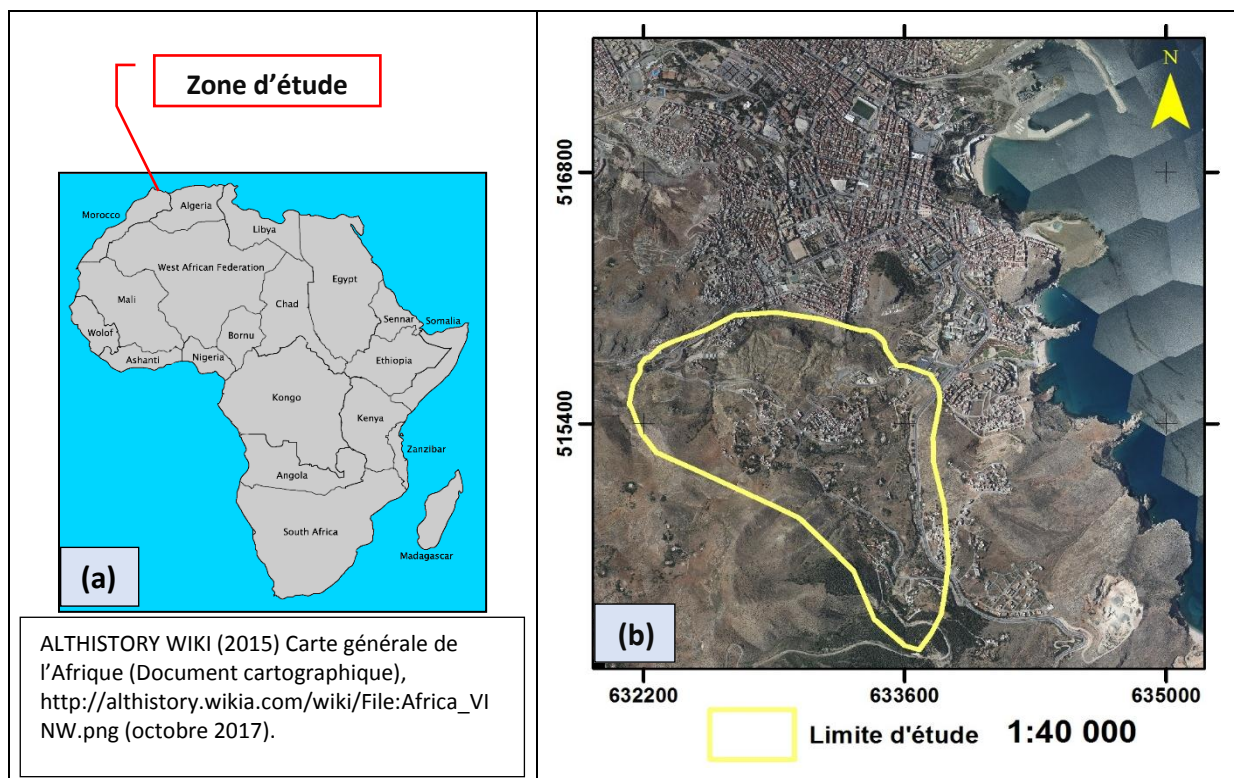 Zone d'étude
Morocco
Algeria
Libya
Egypt
West African Federation
Mali
Chad
Sennar
Somalia
Wolof
Bornu
Ashanti
Nigeria
Ethiopia
Kongo
Kenya
Zanzibar
Angola
South Africa
Madagascar
(a)
ALTHISTORY WIKI (2015) Carte générale de
l'Afrique (Document cartographique),
http://althistory.wikia.com/wiki/File:Africa_VI
NW.png (octobre 2017).
N
516800
515400
(b)
632200
633600
635000
Limite d'étude 1:40 000